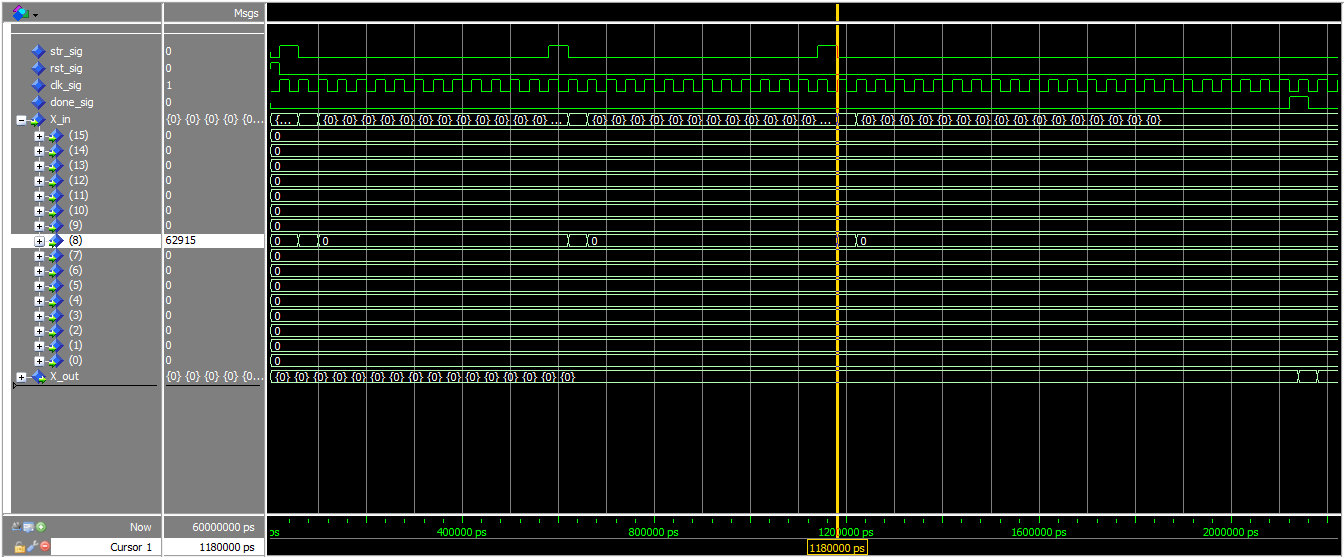 Msgs
str_sig 0
rst_sig 0
clk_sig 1
done_sig 0
X_in {0} {0} {0} {0} {0... {... {0} {0} {0} {0} {0} {0} {0} {0} {0} {0} {0} {0} {0} ... {0} {0} {0} {0} {0} {0} {0} {0} {0} {0} {0} {0} ... {0} {0} {0} {0} {0} {0} {0} {0} {0} {0} {0} {0} {0} {0} {0} {0}
(15) 0 0
(14) 0 0
(13) 0 0
(12) 0 0
(11) 0 0
(10) 0 0
(9) 0 0
(8) 62915 0 0 0 0
(7) 0 0
(6) 0 0
(5) 0 0
(4) 0 0
(3) 0 0
(2) 0 0
(1) 0 0
(0) 0 0
X_out {0} {0} {0} {0} {0... {0} {0} {0} {0} {0} {0} {0} {0} {0} {0} {0} {0} {0} {0} {0} {0}
Now 60000000 ps ps 400000 ps 800000 ps 1200000 ps 1600000 ps 2000000 ps
Cursor 1 1180000 ps 1180000 ps